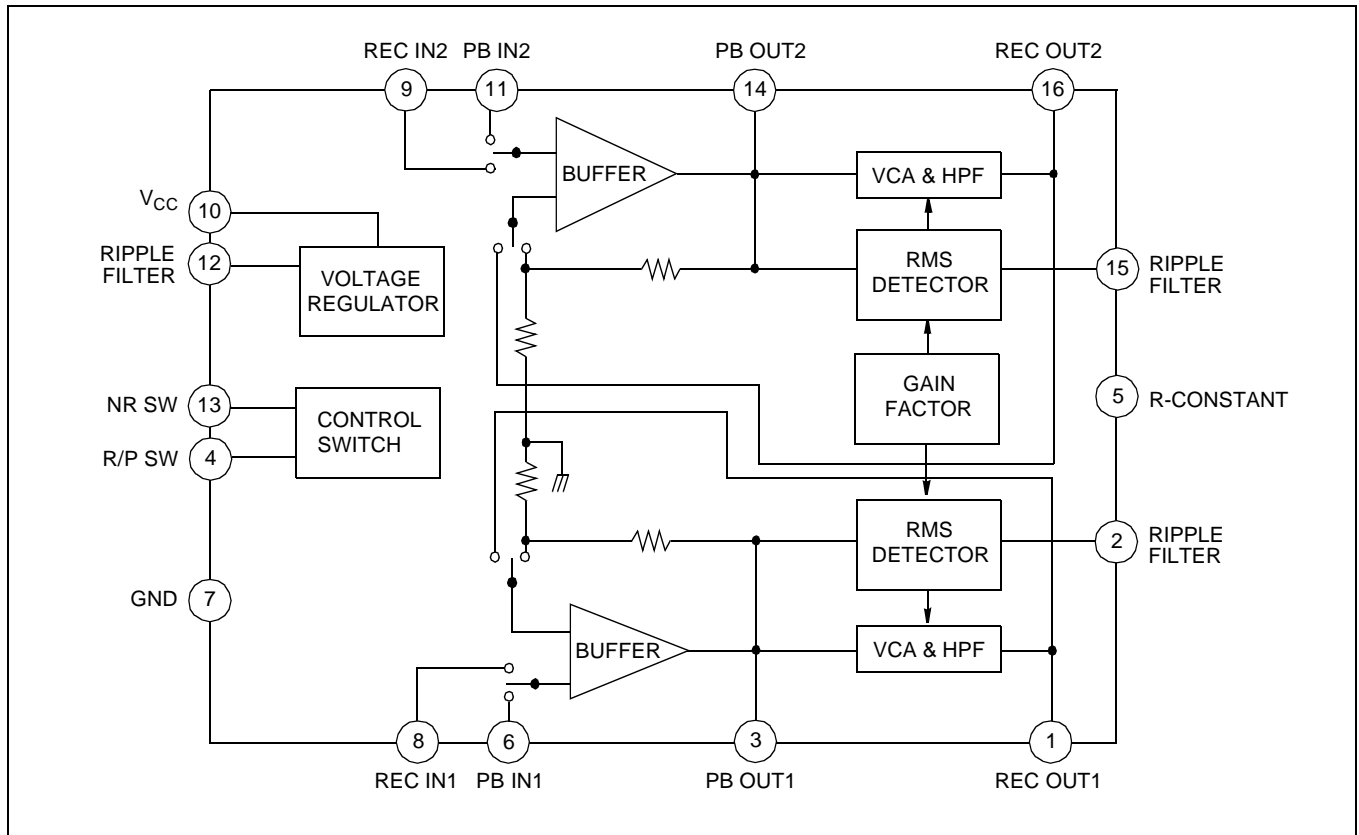 REC IN2
PB IN2
PB OUT2
REC OUT2
9
11
14
16
BUFFER
VCA & HPF
VCC
10
RIPPLE
FILTER
12
VOLTAGE
REGULATOR
RMS
DETECTOR
15
RIPPLE
FILTER
NR SW
13
R/P SW
4
CONTROL
SWITCH
GAIN
FACTOR
5
R-CONSTANT
RMS
DETECTOR
2
RIPPLE
FILTER
GND
7
BUFFER
VCA & HPF
8
6
3
1
REC IN1
PB IN1
PB OUT1
REC OUT1